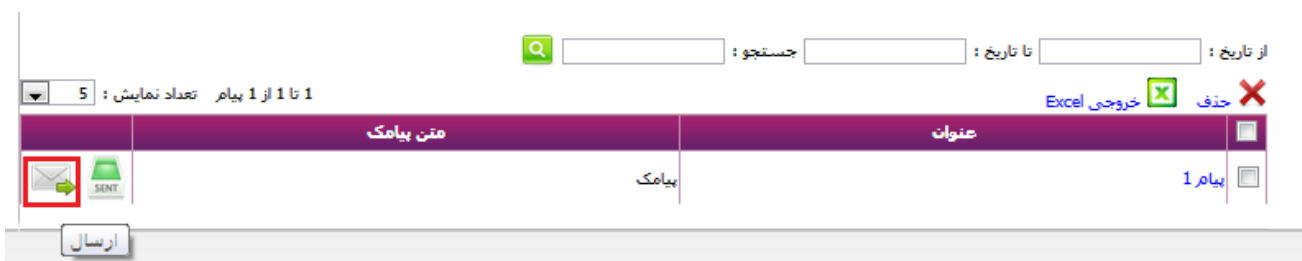 از تاریخ : تا تاریخ : جستجو :
حذف خروجی Excel 1 تا 1 از 1 پیام تعداد نمایش : 5
عنوان متن پیامک
پیام 1 پیامک SENT
ارسال